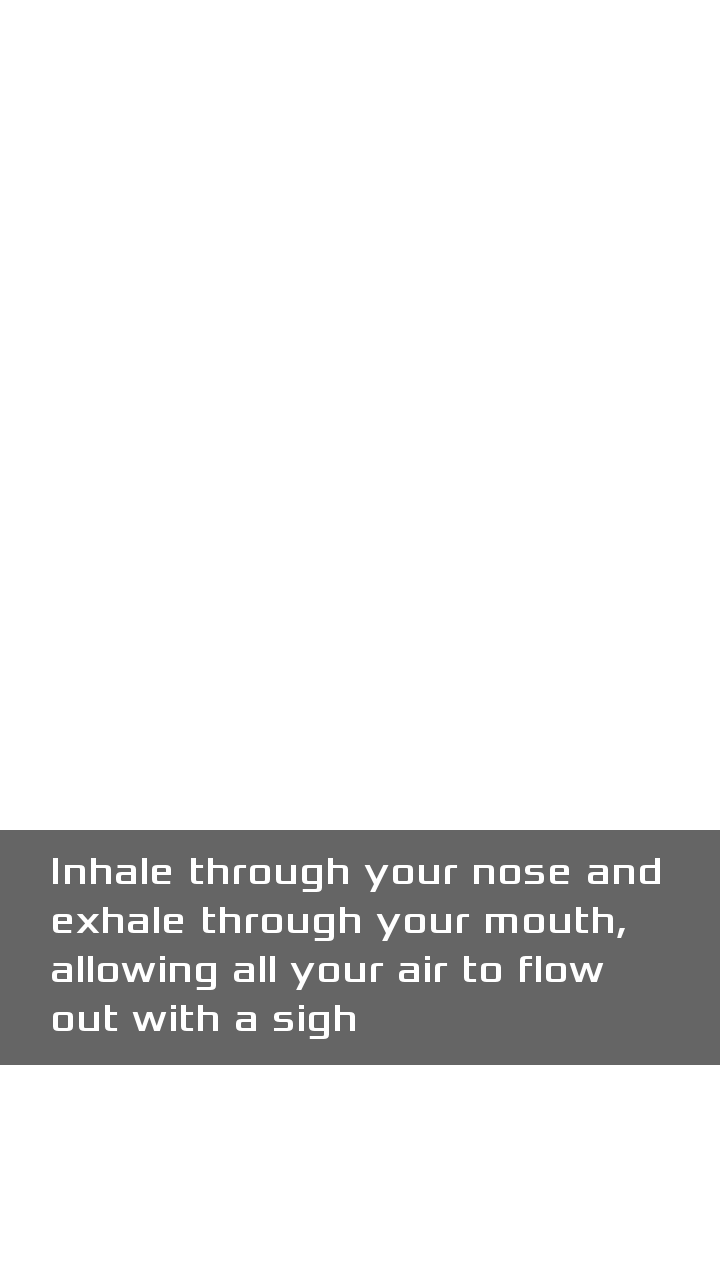 Inhale through your nose and
exhale through your mouth,
allowing all your air to flow
out with a sigh